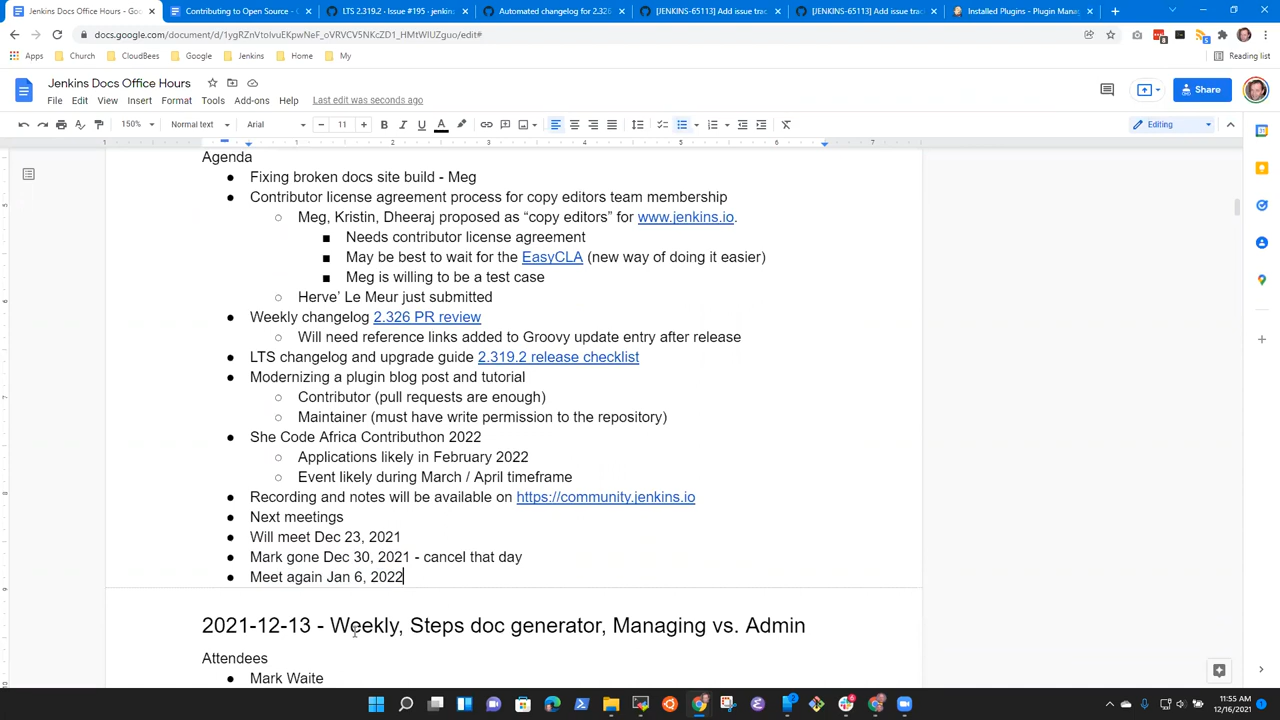 Jenkins Docs Office Hours - Goo
Contributing to Open Source - G
LTS 2.319.2 - Issue #195 - jenkins
Automated changelog for 2.326
[JENKINS-65113] Add issue trac
[JENKINS-65113] Add issue trac
Installed Plugins - Plugin Mana
docs.google.com/document/d/1ygRZnVtoIvuEKpwNeF_oVRVCV5NKcZD1_HMtWIUZguo/edit#
Apps
Church
CloudBees
Google
Jenkins
Home
My
Reading list
Jenkins Docs Office Hours
File Edit View Insert Format Tools Add-ons Help Last edit was seconds ago
Share
150% Normal text Arial 11 Editing
Agenda
● Fixing broken docs site build - Meg
● Contributor license agreement process for copy editors team membership
○ Meg, Kristin, Dheeraj proposed as “copy editors” for www.jenkins.io.
■ Needs contributor license agreement
■ May be best to wait for the EasyCLA (new way of doing it easier)
■ Meg is willing to be a test case
○ Herve’ Le Meur just submitted
● Weekly changelog 2.326 PR review
○ Will need reference links added to Groovy update entry after release
● LTS changelog and upgrade guide 2.319.2 release checklist
● Modernizing a plugin blog post and tutorial
○ Contributor (pull requests are enough)
○ Maintainer (must have write permission to the repository)
● She Code Africa Contributhon 2022
○ Applications likely in February 2022
○ Event likely during March / April timeframe
● Recording and notes will be available on https://community.jenkins.io
● Next meetings
● Will meet Dec 23, 2021
● Mark gone Dec 30, 2021 - cancel that day
● Meet again Jan 6, 2022
2021-12-13 - Weekly, Steps doc generator, Managing vs. Admin
Attendees
● Mark Waite
11:55 AM
12/16/2021